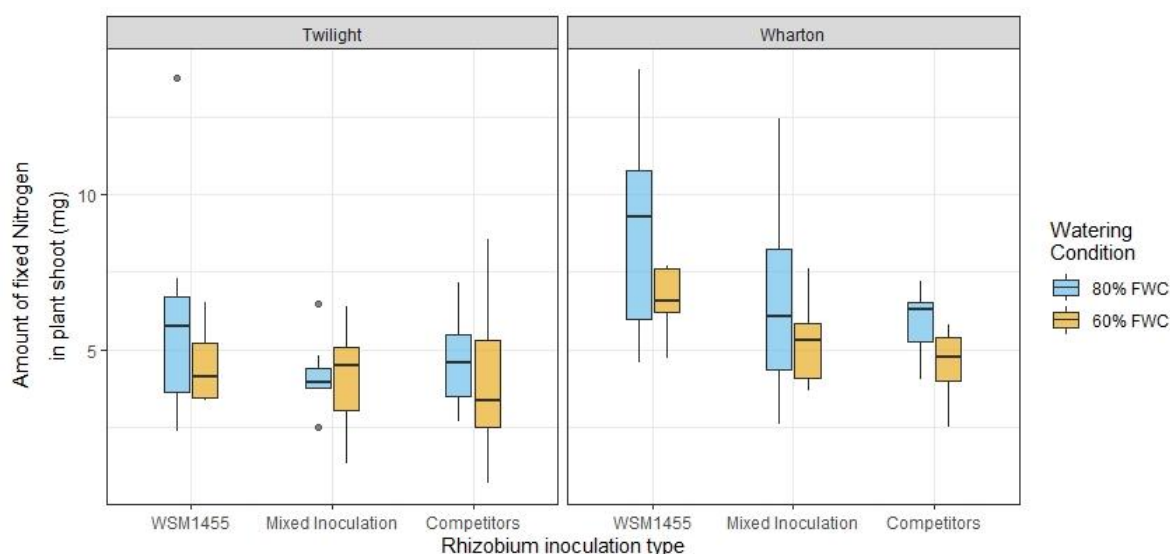 Twilight
Wharton
Amount of fixed Nitrogen
in plant shoot (mg)
10
5
WSM1455
Mixed Inoculation
Competitors
WSM1455
Mixed Inoculation
Competitors
Rhizobium inoculation type
Watering
Condition
80% FWC
60% FWC